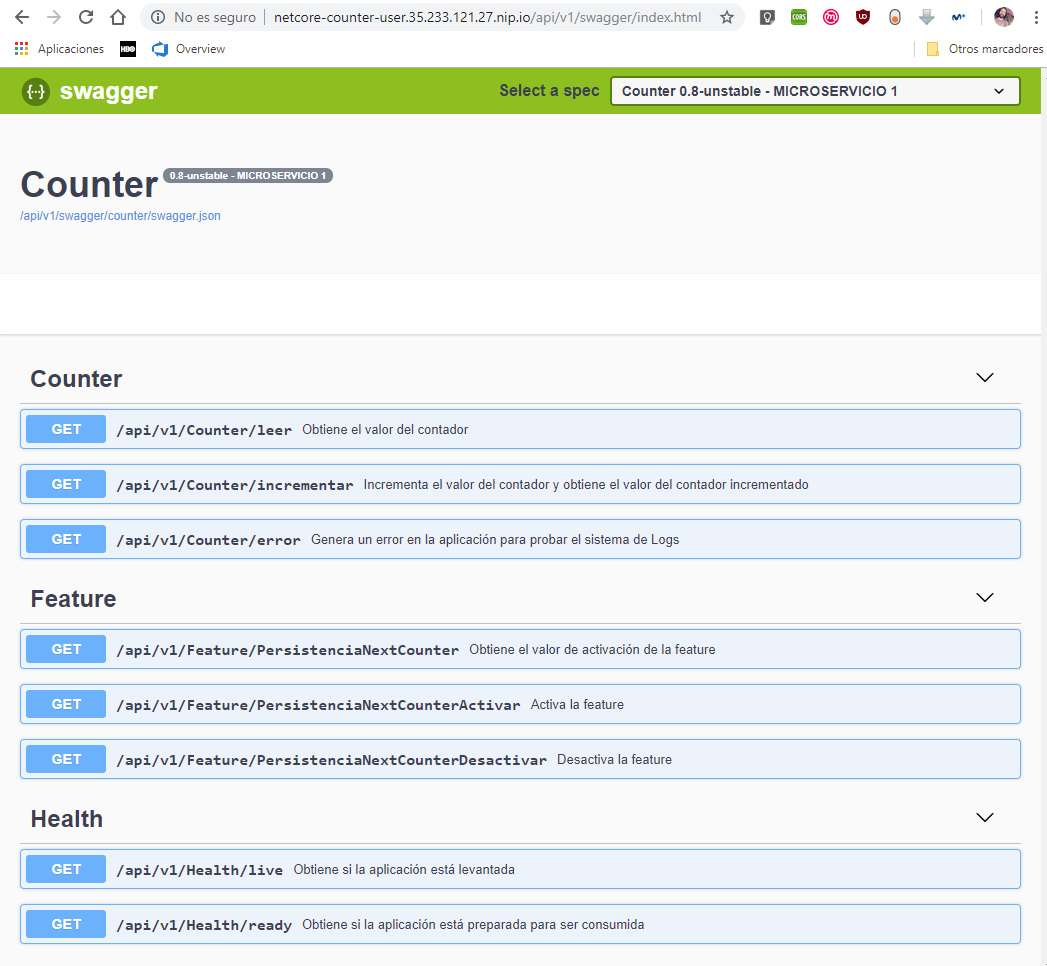 No es seguro netcore-counter-user.35.233.121.27.nip.io/api/v1/swagger/index.html CORS
Aplicaciones HBO Overview Otros marcadores
{··} swagger Select a spec Counter 0.8-unstable - MICROSERVICIO 1
Counter 0.8-unstable - MICROSERVICIO 1
/api/v1/swagger/counter/swagger.json
Counter
GET /api/v1/Counter/leer Obtiene el valor del contador
GET /api/v1/Counter/incrementar Incrementa el valor del contador y obtiene el valor del contador incrementado
GET /api/v1/Counter/error Genera un error en la aplicación para probar el sistema de Logs
Feature
GET /api/v1/Feature/PersistenciaNextCounter Obtiene el valor de activación de la feature
GET /api/v1/Feature/PersistenciaNextCounterActivar Activa la feature
GET /api/v1/Feature/PersistenciaNextCounterDesactivar Desactiva la feature
Health
GET /api/v1/Health/live Obtiene si la aplicación está levantada
GET /api/v1/Health/ready Obtiene si la aplicación está preparada para ser consumida